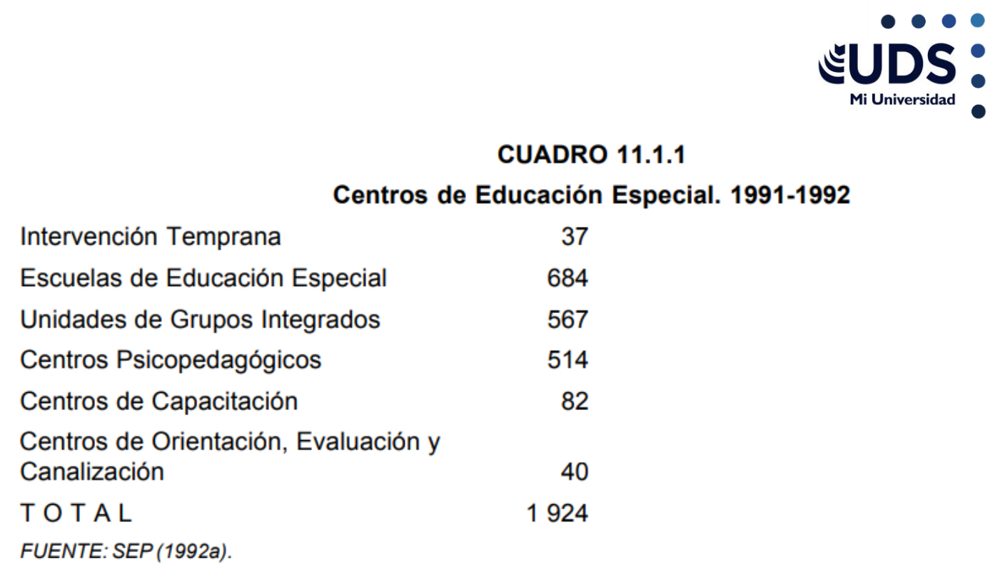 UDS
Mi Universidad
CUADRO 11.1.1
Centros de Educación Especial. 1991-1992
Intervención Temprana 37
Escuelas de Educación Especial 684
Unidades de Grupos Integrados 567
Centros Psicopedagógicos 514
Centros de Capacitación 82
Centros de Orientación, Evaluación y
Canalización 40
T O T A L 1 924
FUENTE: SEP (1992a).